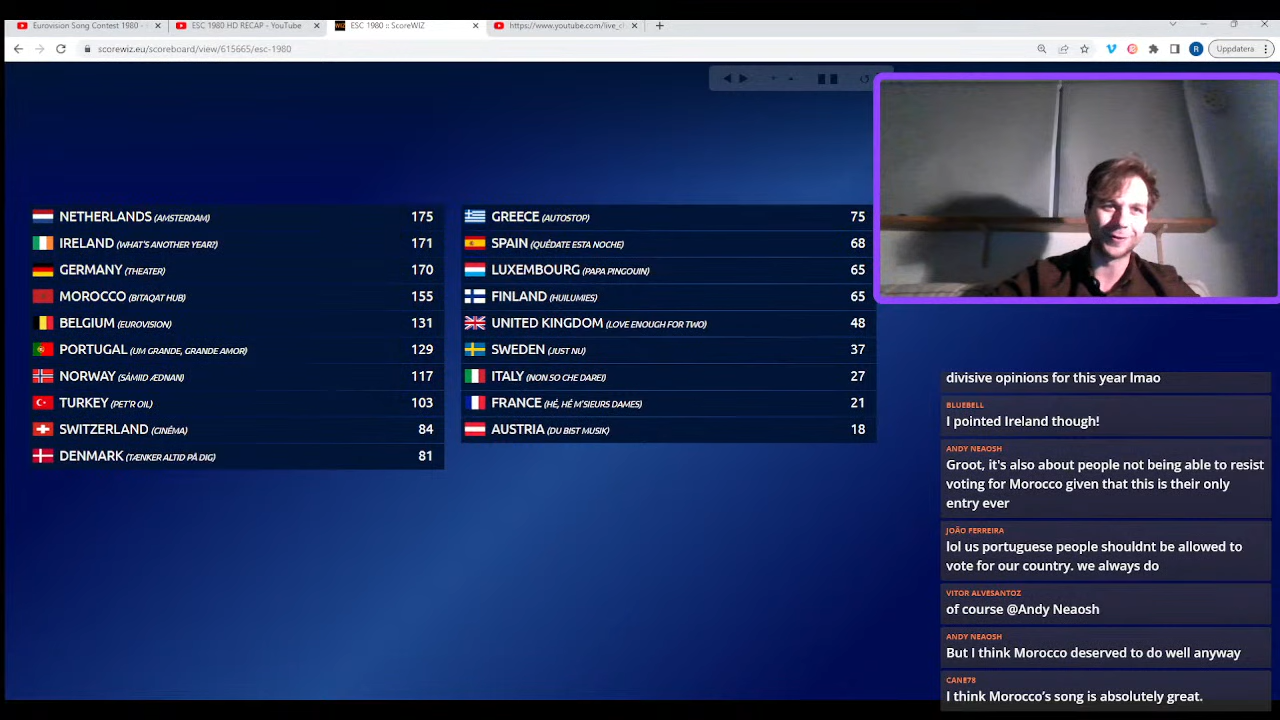 Eurovision Song Contest 1980 -
ESC 1980 HD RECAP - YouTube
ESC 1980 :: ScoreWIZ
https://www.youtube.com/live_c
scorewiz.eu/scoreboard/view/615665/esc-1980
Uppdatera
NETHERLANDS (AMSTERDAM) 175
IRELAND (WHAT'S ANOTHER YEAR?) 171
GERMANY (THEATER) 170
MOROCCO (BITAQAT HUB) 155
BELGIUM (EUROVISION) 131
PORTUGAL (UM GRANDE, GRANDE AMOR) 129
NORWAY (SÁMIID ÆDNAN) 117
TURKEY (PET'R OIL) 103
SWITZERLAND (CINÉMA) 84
DENMARK (TÆNKER ALTID PÅ DIG) 81
GREECE (AUTOSTOP) 75
SPAIN (QUÉDATE ESTA NOCHE) 68
LUXEMBOURG (PAPA PINGOUIN) 65
FINLAND (HUILUMIES) 65
UNITED KINGDOM (LOVE ENOUGH FOR TWO) 48
SWEDEN (JUST NU) 37
ITALY (NON SO CHE DAREI) 27
FRANCE (HÉ, HÉ M'SIEURS DAMES) 21
AUSTRIA (DU BIST MUSIK) 18
divisive opinions for this year lmao
BLUEBELL
I pointed Ireland though!
ANDY NEAOSH
Groot, it's also about people not being able to resist
voting for Morocco given that this is their only
entry ever
JOÃO FERREIRA
lol us portuguese people shouldnt be allowed to
vote for our country. we always do
VITOR ALVESANTOZ
of course @Andy Neaosh
ANDY NEAOSH
But I think Morocco deserved to do well anyway
CANE78
I think Morocco's song is absolutely great.